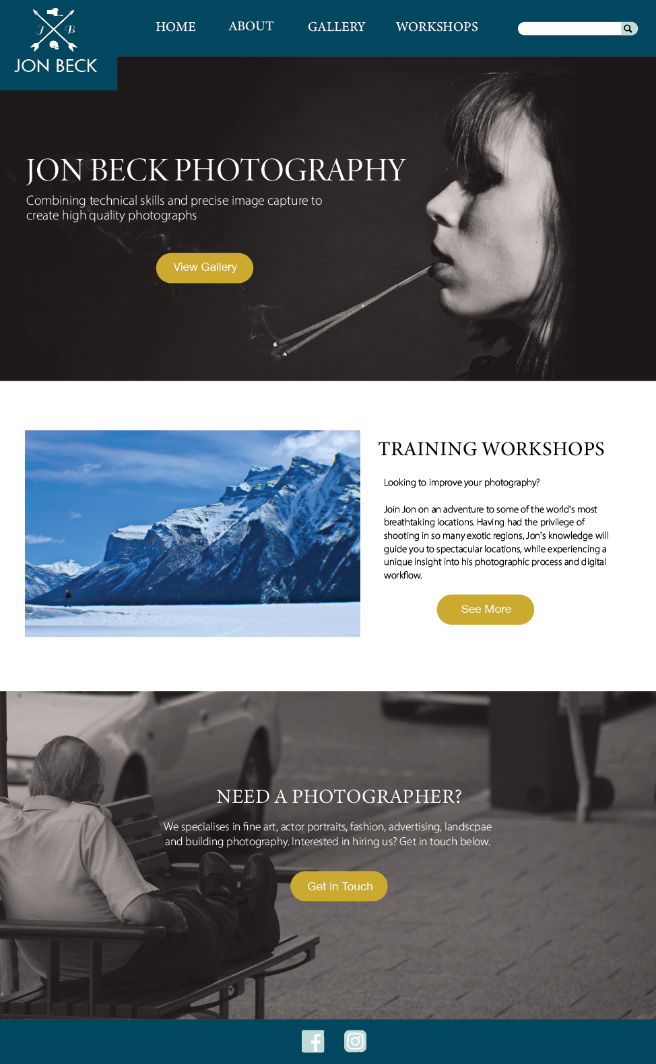 HOME ABOUT GALLERY WORKSHOPS
J B
JON BECK
JON BECK PHOTOGRAPHY
Combining technical skills and precise image capture to
create high quality photographs
View Gallery
TRAINING WORKSHOPS
Looking to improve your photography?
Join Jon on an adventure to some of the world's most
breathtaking locations. Having had the privilege of
shooting in so many exotic regions, Jon's knowledge will
guide you to spectacular locations, while experiencing a
unique insight into his photographic process and digital
workflow.
See More
NEED A PHOTOGRAPHER?
We specialises in fine art, actor portraits, fashion, advertising, landscpae
and building photography. Interested in hiring us? Get in touch below.
Get in Touch